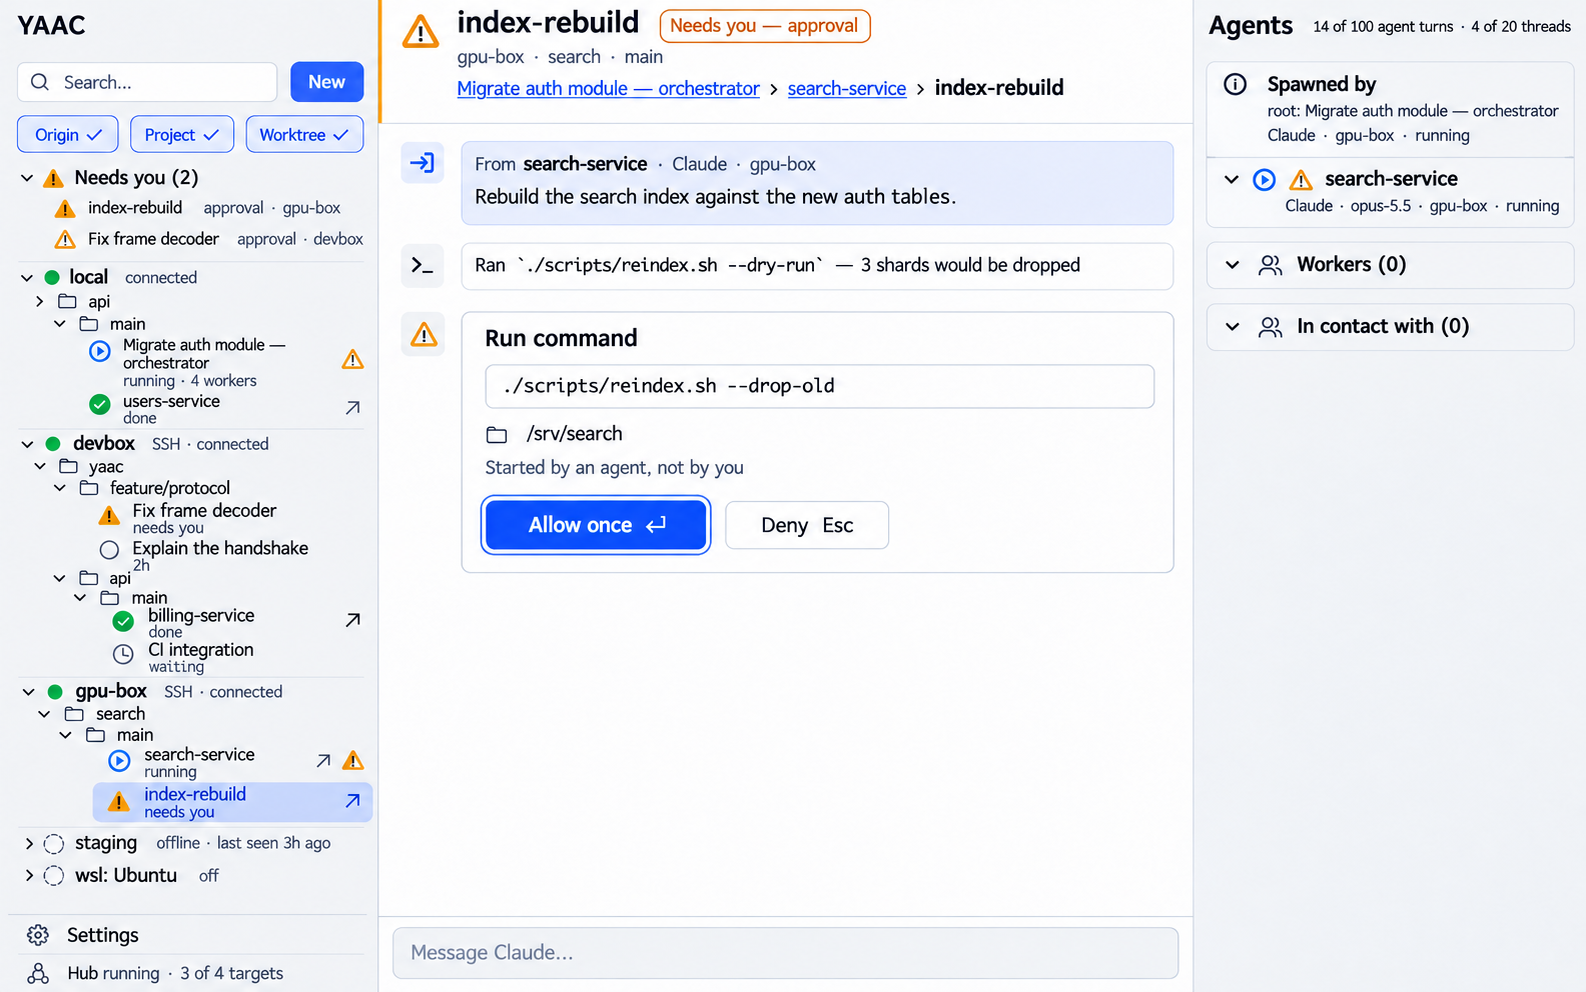 YAAC
Search...
New
Origin
Project
Worktree
Needs you (2)
index-rebuild approval · gpu-box
Fix frame decoder approval · devbox
local connected
api
main
Migrate auth module —
orchestrator
running · 4 workers
users-service
done
devbox SSH · connected
yaac
feature/protocol
Fix frame decoder
needs you
Explain the handshake
2h
api
main
billing-service
done
CI integration
waiting
gpu-box SSH · connected
search
main
search-service
running
index-rebuild
needs you
staging offline · last seen 3h ago
wsl: Ubuntu off
Settings
Hub running · 3 of 4 targets
index-rebuild Needs you — approval
gpu-box · search · main
Migrate auth module — orchestrator > search-service > index-rebuild
From search-service · Claude · gpu-box
Rebuild the search index against the new auth tables.
Ran `./scripts/reindex.sh --dry-run` — 3 shards would be dropped
Run command
./scripts/reindex.sh --drop-old
/srv/search
Started by an agent, not by you
Allow once ↵
Deny Esc
Message Claude...
Agents 14 of 100 agent turns · 4 of 20 threads
Spawned by
root: Migrate auth module — orchestrator
Claude · gpu-box · running
search-service
Claude · opus-5.5 · gpu-box · running
Workers (0)
In contact with (0)